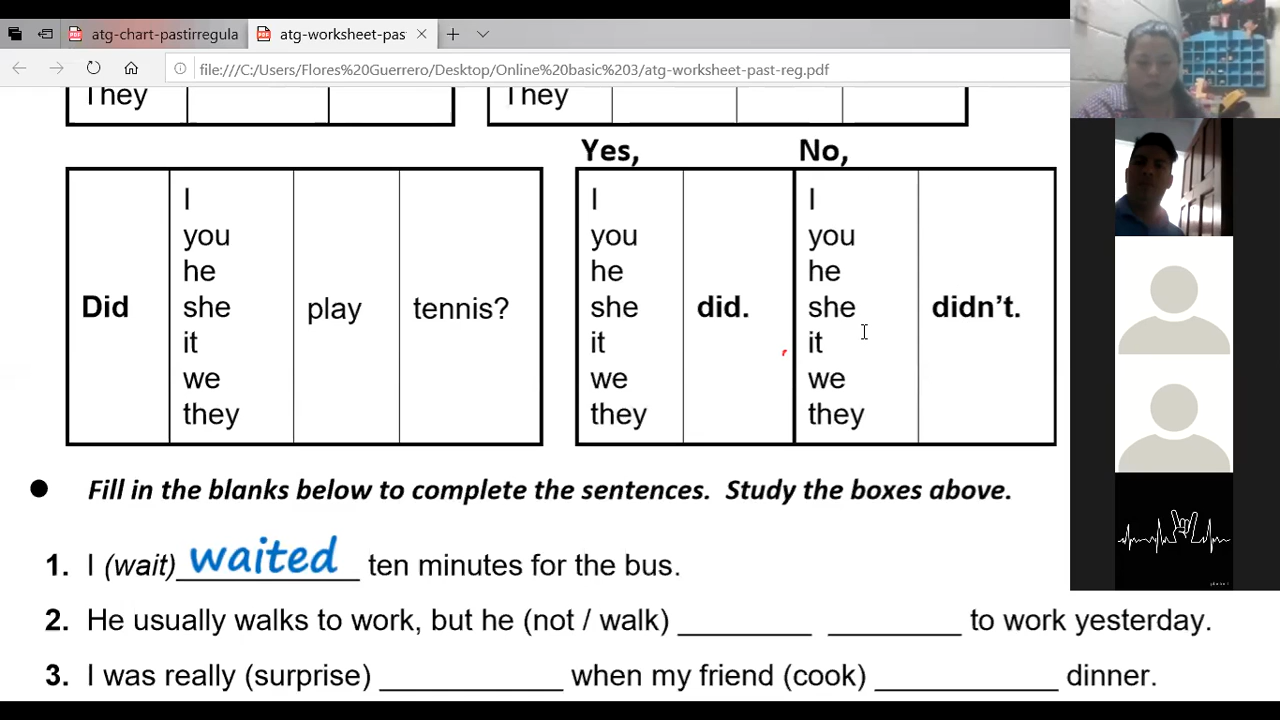 atg-chart-pastirregula
atg-worksheet-pas
file:///C:/Users/Flores%20Guerrero/Desktop/Online%20basic%203/atg-worksheet-past-reg.pdf
They They
Yes, No,
I I I
you you you
he he he
she she she
Did play tennis? did. didn't.
it it it
we we we
they they they
● Fill in the blanks below to complete the sentences. Study the boxes above.
1. I (wait) waited ten minutes for the bus.
2. He usually walks to work, but he (not / walk) _________ _________ to work yesterday.
3. I was really (surprise) ____________ when my friend (cook) ____________ dinner.